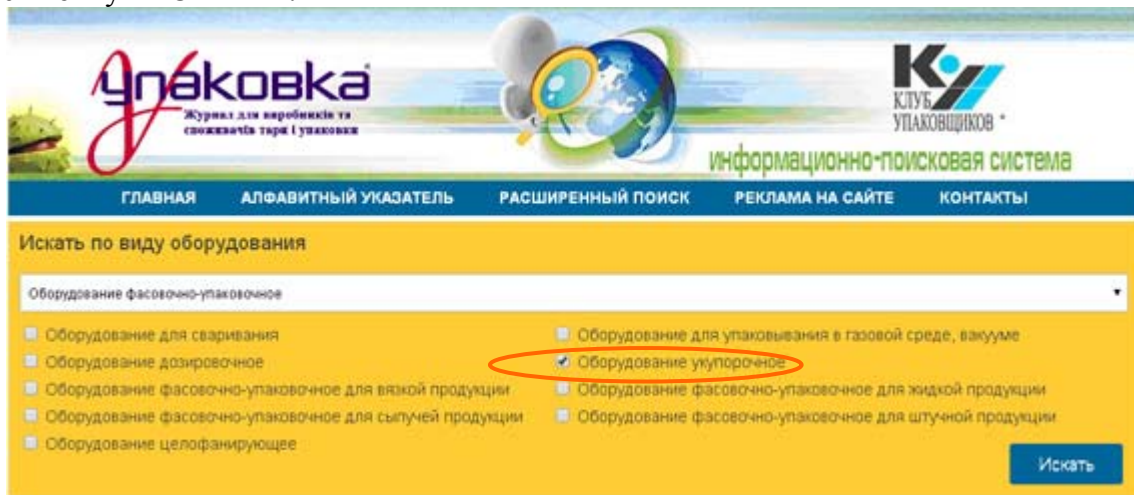 упаковка
Журнал для виробників та
споживачів тари і упаковки
КУ
КЛУБ
УПАКОВЩИКОВ
информационно-поисковая система
ГЛАВНАЯ АЛФАВИТНЫЙ УКАЗАТЕЛЬ РАСШИРЕННЫЙ ПОИСК РЕКЛАМА НА САЙТЕ КОНТАКТЫ
Искать по виду оборудования
Оборудование фасовочно-упаковочное
Оборудование для сваривания Оборудование для упаковывания в газовой среде, вакууме
Оборудование дозировочное Оборудование укупорочное
Оборудование фасовочно-упаковочное для вязкой продукции Оборудование фасовочно-упаковочное для жидкой продукции
Оборудование фасовочно-упаковочное для сыпучей продукции Оборудование фасовочно-упаковочное для штучной продукции
Оборудование целофанирующее
Искать